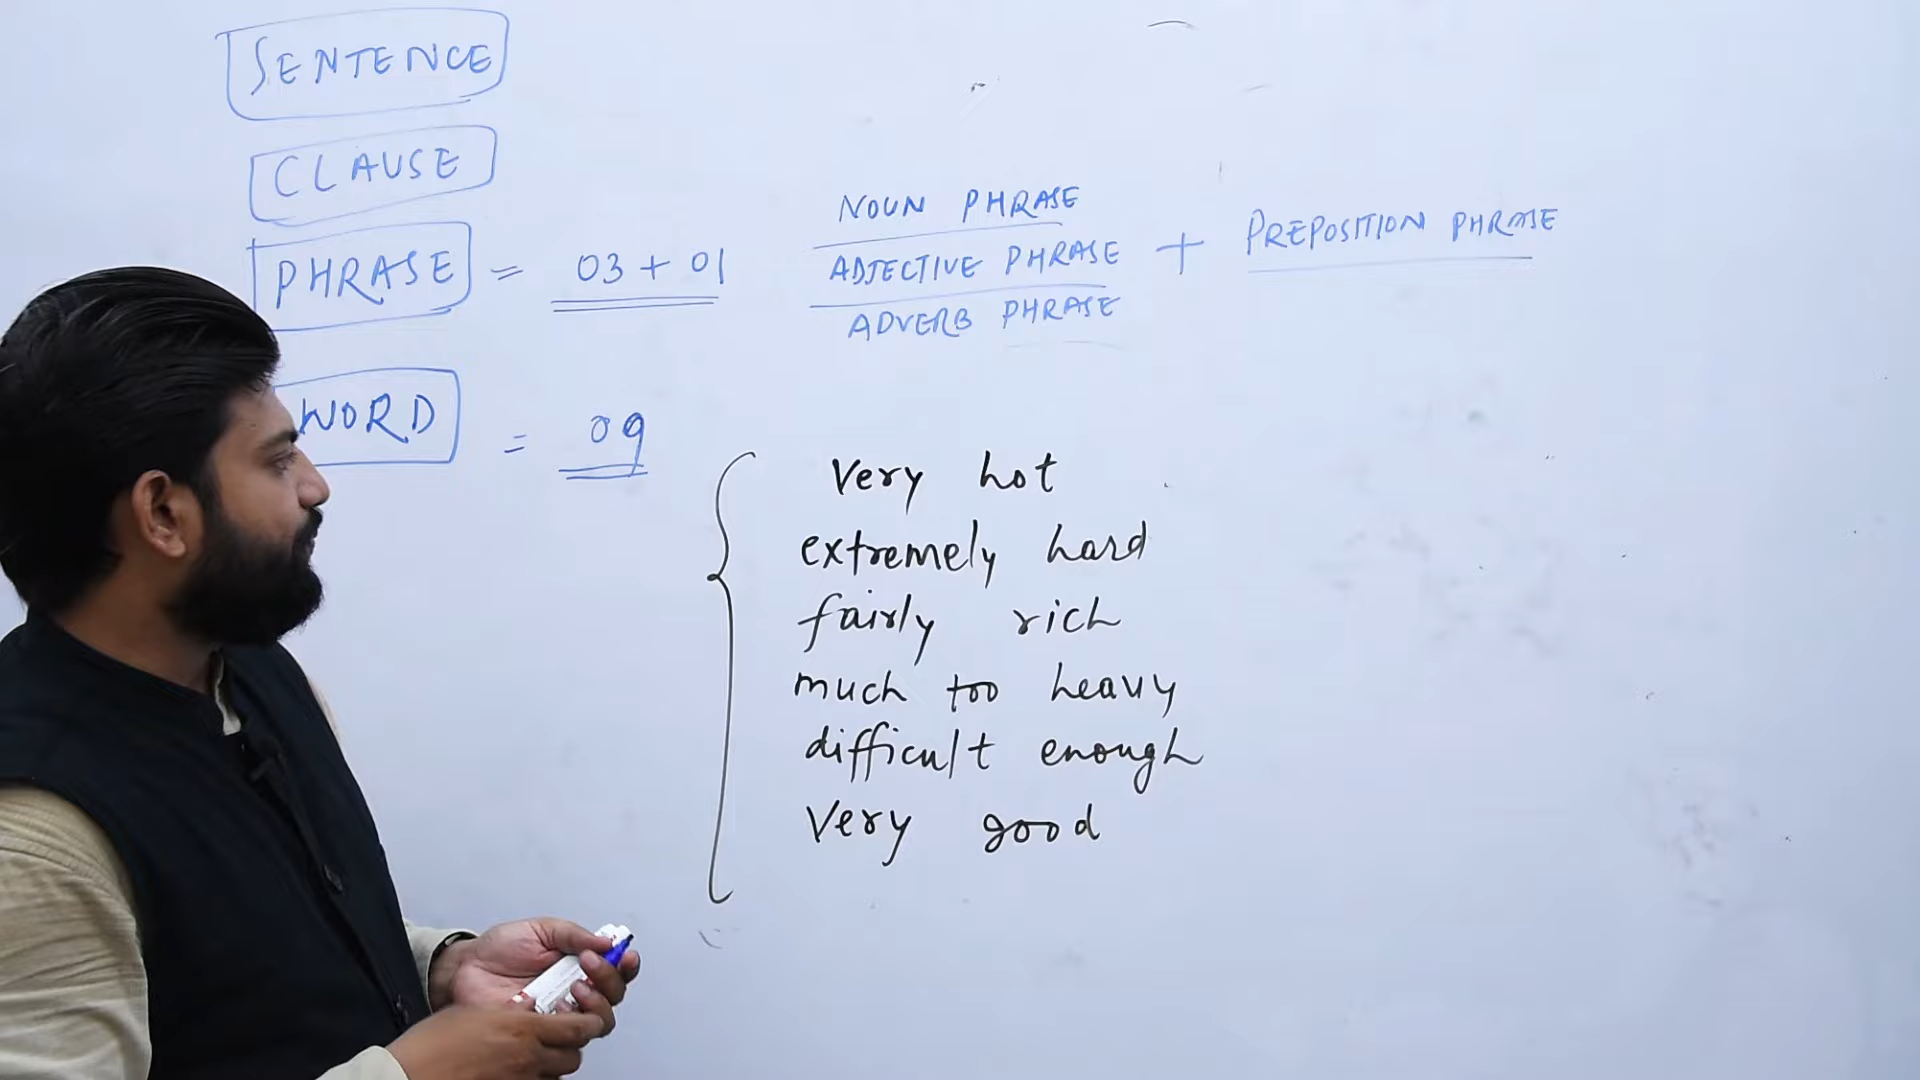 SENTENCE
CLAUSE
PHRASE = 03 + 01
NOUN PHRASE
ADJECTIVE PHRASE + PREPOSITION PHRASE
ADVERB PHRASE
WORD = 09
Very hot
extremely hard
fairly rich
much too heavy
difficult enough
Very good